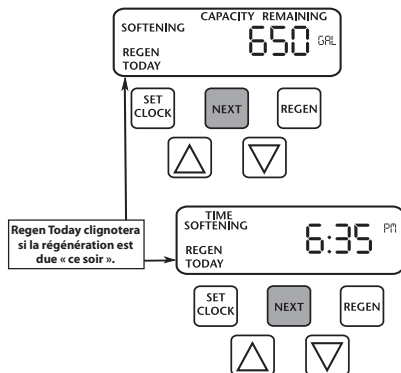 CAPACITY REMAINING
SOFTENING
650 GAL
REGEN
TODAY
SET
CLOCK
NEXT
REGEN
Regen Today clignotera
si la régénération est
due « ce soir ».
TIME
SOFTENING
6:35 PM
REGEN
TODAY
SET
CLOCK
NEXT
REGEN